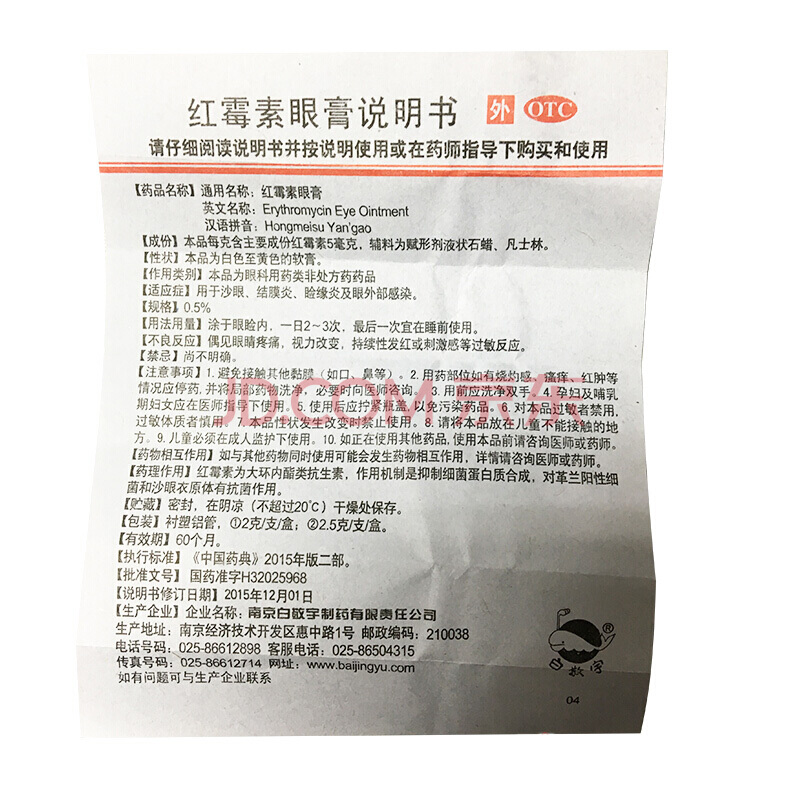 红霉素眼膏说明书 外 OTC
请仔细阅读说明书并按说明使用或在药师指导下购买和使用
【药品名称】通用名称：红霉素眼膏
英文名称：Erythromycin Eye Ointment
汉语拼音：Hongmeisu Yan'gao
【成份】本品每克含主要成份红霉素5毫克，辅料为赋形剂液状石蜡、凡士林。
【性状】本品为白色至黄色的软膏。
【作用类别】本品为眼科用药类非处方药药品
【适应症】用于沙眼、结膜炎、睑缘炎及眼外部感染。
【规格】0.5%
【用法用量】涂于眼睑内，一日2～3次，最后一次宜在睡前使用。
【不良反应】偶见眼睛疼痛，视力改变，持续性发红或刺激感等过敏反应。
【禁忌】尚不明确。
【注意事项】1.避免接触其他黏膜（如口、鼻等）。2.用药部位如有烧灼感、瘙痒、红肿等
情况应停药,并将局部药物洗净，必要时向医师咨询。3.用前应洗净双手。4.孕妇及哺乳
期妇女应在医师指导下使用。5.使用后应拧紧瓶盖,以免污染药品。6.对本品过敏者禁用,
过敏体质者慎用。7.本品性状发生改变时禁止使用。8.请将本品放在儿童不能接触的地
方。9.儿童必须在成人监护下使用。10.如正在使用其他药品,使用本品前请咨询医师或药师。
【药物相互作用】如与其他药物同时使用可能会发生药物相互作用，详情请咨询医师或药师。
【药理作用】红霉素为大环内酯类抗生素，作用机制是抑制细菌蛋白质合成，对革兰阳性细
菌和沙眼衣原体有抗菌作用。
【贮藏】密封，在阴凉（不超过20℃）干燥处保存。
【包装】衬塑铝管，①2克/支/盒；②2.5克/支/盒。
【有效期】60个月。
【执行标准】《中国药典》2015年版二部。
【批准文号】国药准字H32025968
【说明书修订日期】2015年12月01日
【生产企业】企业名称：南京白敬宇制药有限责任公司
生产地址：南京经济技术开发区惠中路1号 邮政编码：210038
电话号码：025-86612898 客服电话：025-86504315
传真号码：025-86612714 网址：www.baijingyu.com
如有问题可与生产企业联系
白敬宇 ®
04
JD.COM 京东